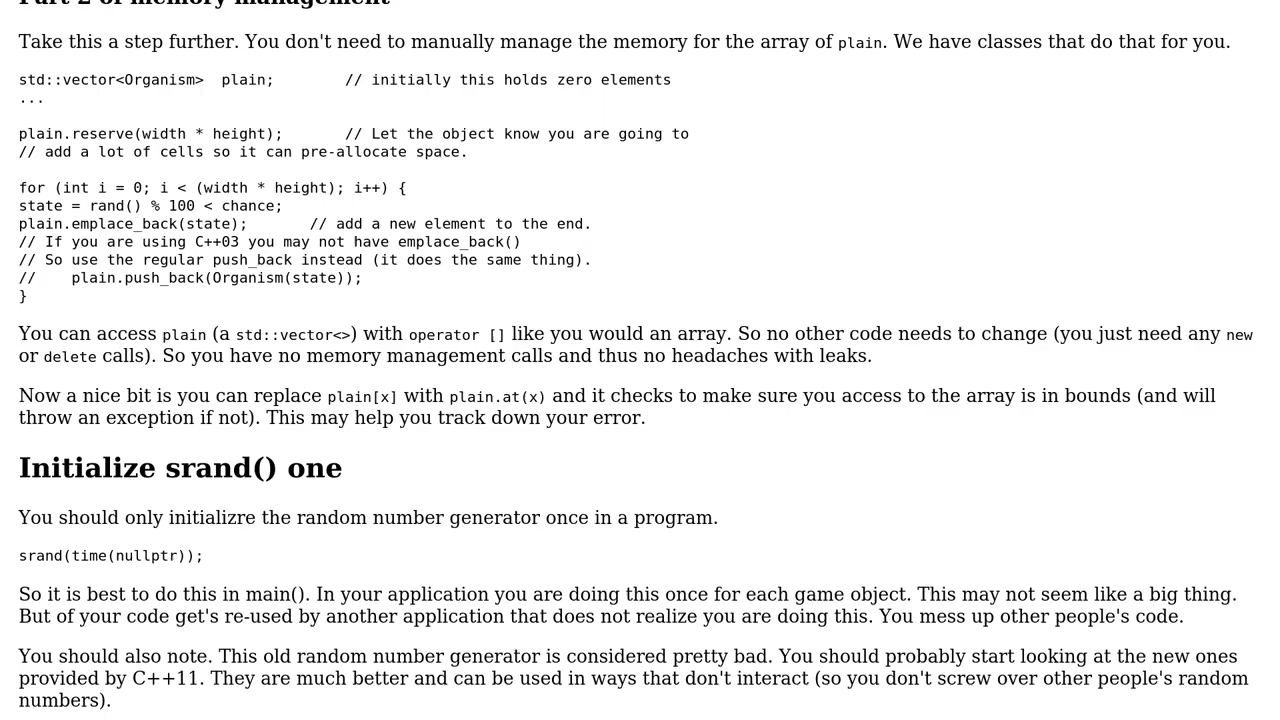 Part 2 of memory management
Take this a step further. You don't need to manually manage the memory for the array of plain. We have classes that do that for you.
std::vector<Organism>  plain;        // initially this holds zero elements
...
plain.reserve(width * height);       // Let the object know you are going to
// add a lot of cells so it can pre-allocate space.
for (int i = 0; i < (width * height); i++) {
state = rand() % 100 < chance;
plain.emplace_back(state);       // add a new element to the end.
// If you are using C++03 you may not have emplace_back()
// So use the regular push_back instead (it does the same thing).
//    plain.push_back(Organism(state));
}
You can access plain (a std::vector<>) with operator [] like you would an array. So no other code needs to change (you just need any new
or delete calls). So you have no memory management calls and thus no headaches with leaks.
Now a nice bit is you can replace plain[x] with plain.at(x) and it checks to make sure you access to the array is in bounds (and will
throw an exception if not). This may help you track down your error.
Initialize srand() one
You should only initializre the random number generator once in a program.
srand(time(nullptr));
So it is best to do this in main(). In your application you are doing this once for each game object. This may not seem like a big thing.
But of your code get's re-used by another application that does not realize you are doing this. You mess up other people's code.
You should also note. This old random number generator is considered pretty bad. You should probably start looking at the new ones
provided by C++11. They are much better and can be used in ways that don't interact (so you don't screw over other people's random
numbers).